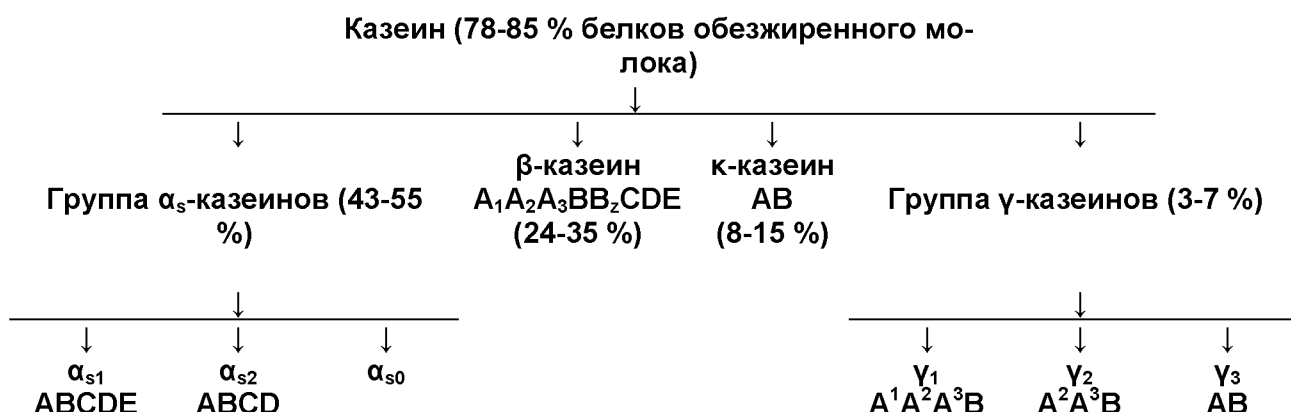 Казеин (78-85 % белков обезжиренного мо-
лока)
↓
↓ ↓ ↓ ↓
β-казеин κ-казеин
Группа αₛ-казеинов (43-55 A₁A₂A₃BB_zCDE AB Группа γ-казеинов (3-7 %)
%) (24-35 %) (8-15 %)
↓ ↓
↓ ↓ ↓ ↓ ↓ ↓
αₛ₁ αₛ₂ αₛ₀ γ₁ γ₂ γ₃
ABCDE ABCD A¹A²A³B A²A³B AB